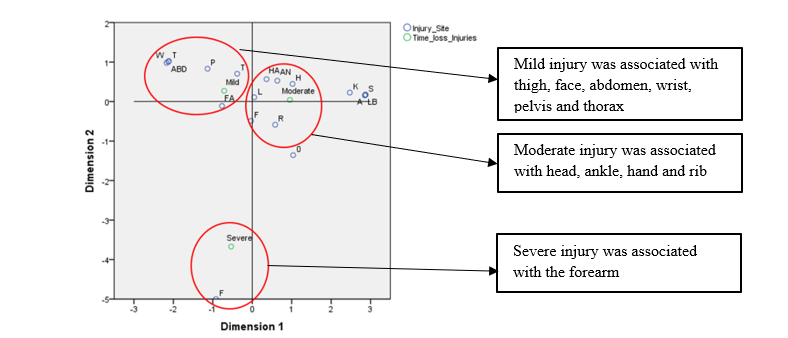 2
1
0
-1
-2
-3
-4
-5
-3
-2
-1
0
1
2
3
Dimension 2
Dimension 1
Injury_Site
Time_loss_Injuries
W
T
ABD
P
T
Mild
FA
HA
AN
H
L
Moderate
K
S
A
LB
F
R
0
Severe
F
Mild injury was associated with
thigh, face, abdomen, wrist,
pelvis and thorax
Moderate injury was associated
with head, ankle, hand and rib
Severe injury was associated
with the forearm